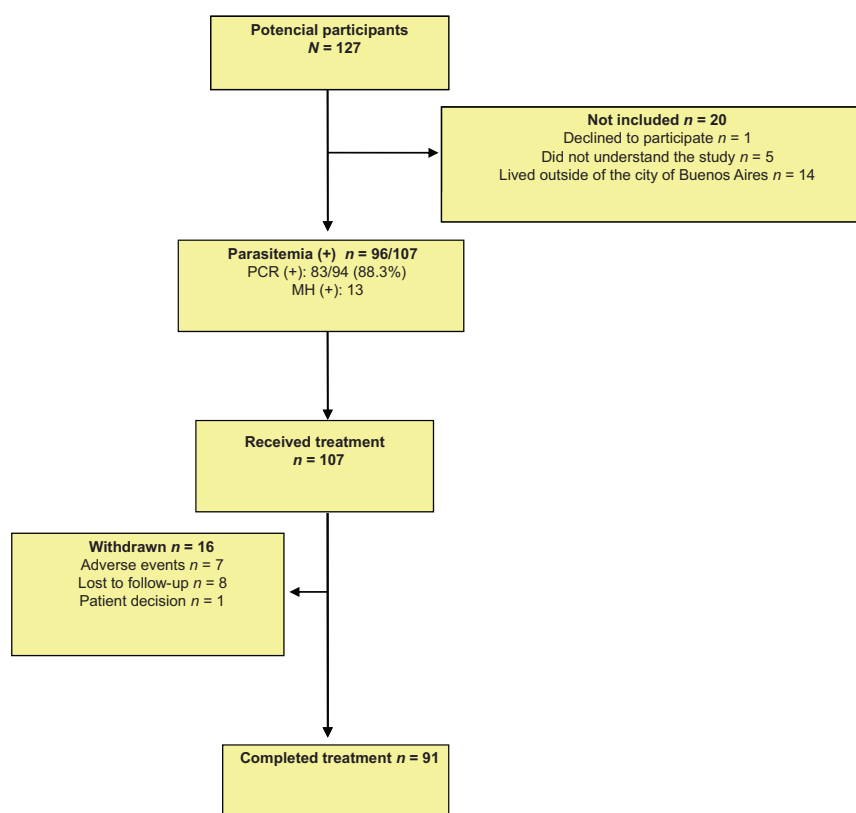 Potencial participants
N = 127
Not included n = 20
Declined to participate n = 1
Did not understand the study n = 5
Lived outside of the city of Buenos Aires n = 14
Parasitemia (+) n = 96/107
PCR (+): 83/94 (88.3%)
MH (+): 13
Received treatment
n = 107
Withdrawn n = 16
Adverse events n = 7
Lost to follow-up n = 8
Patient decision n = 1
Completed treatment n = 91